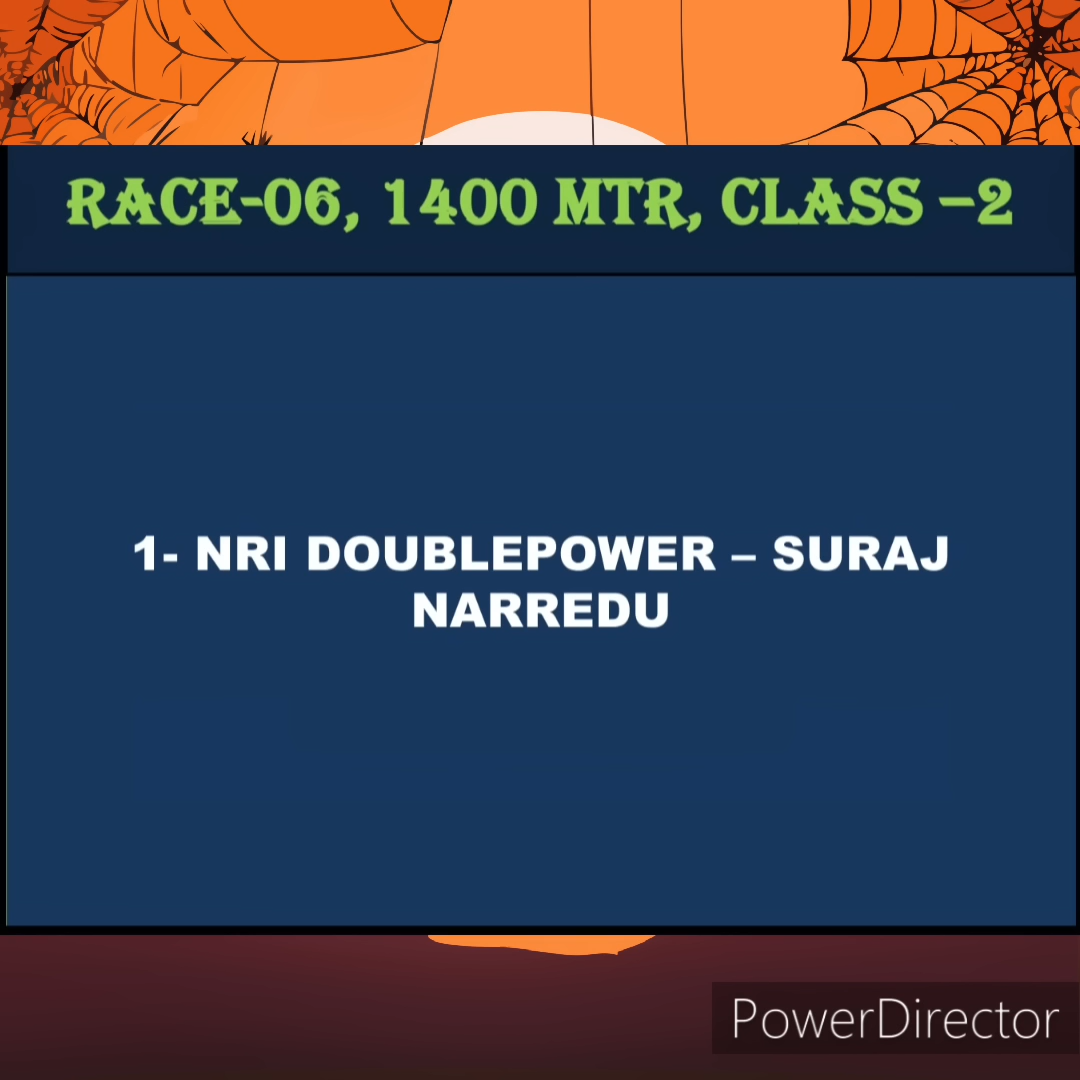 RACE-06, 1400 MTR, CLASS –2
1- NRI DOUBLEPOWER – SURAJ
NARREDU
PowerDirector